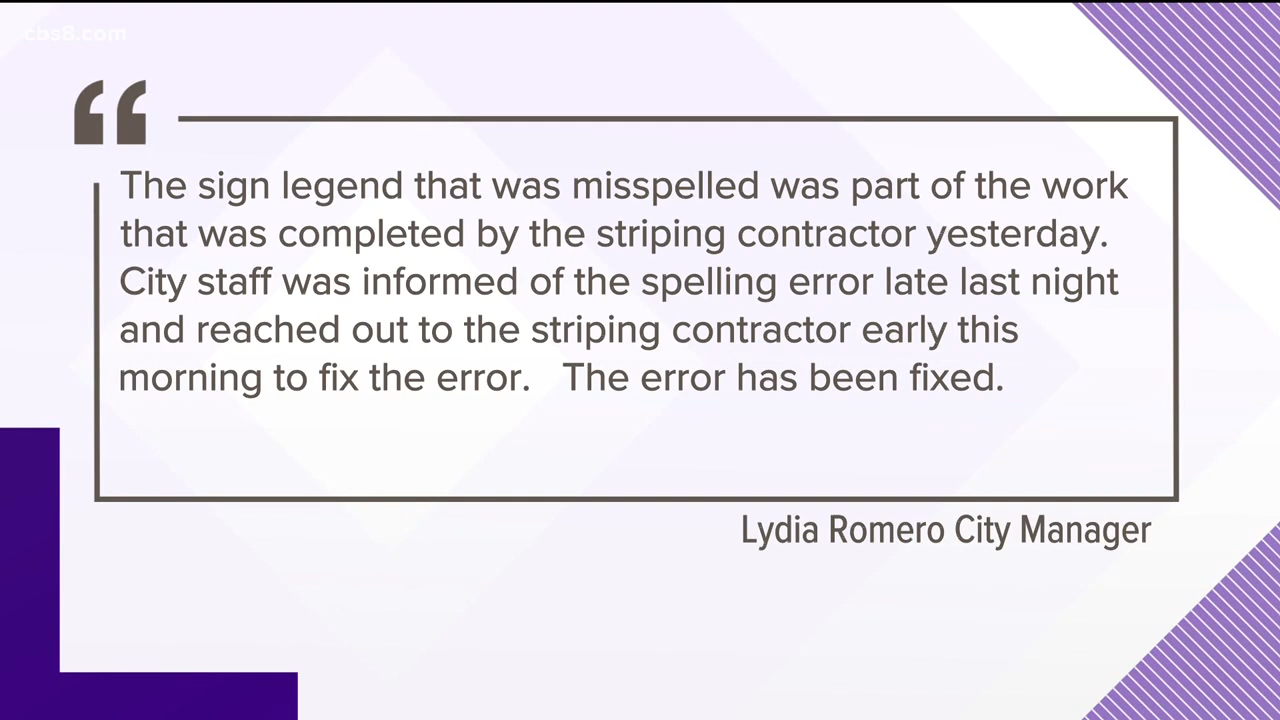 cbs8.com
“
The sign legend that was misspelled was part of the work
that was completed by the striping contractor yesterday.
City staff was informed of the spelling error late last night
and reached out to the striping contractor early this
morning to fix the error.   The error has been fixed.
Lydia Romero City Manager